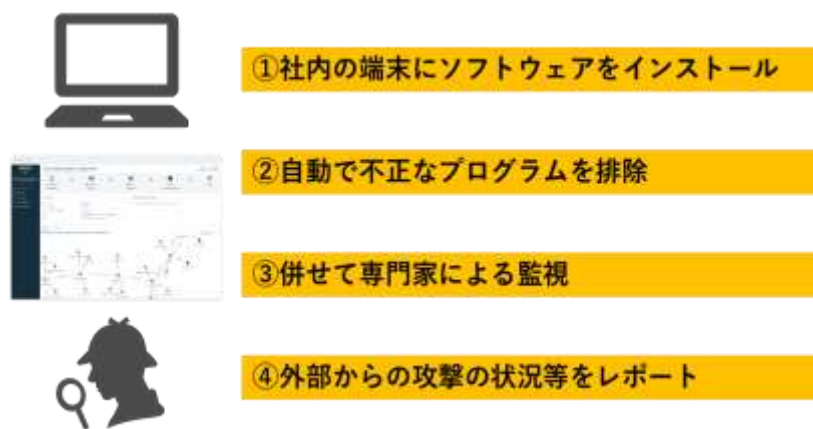 ①社内の端末にソフトウェアをインストール
②自動で不正なプログラムを排除
③併せて専門家による監視
④外部からの攻撃の状況等をレポート